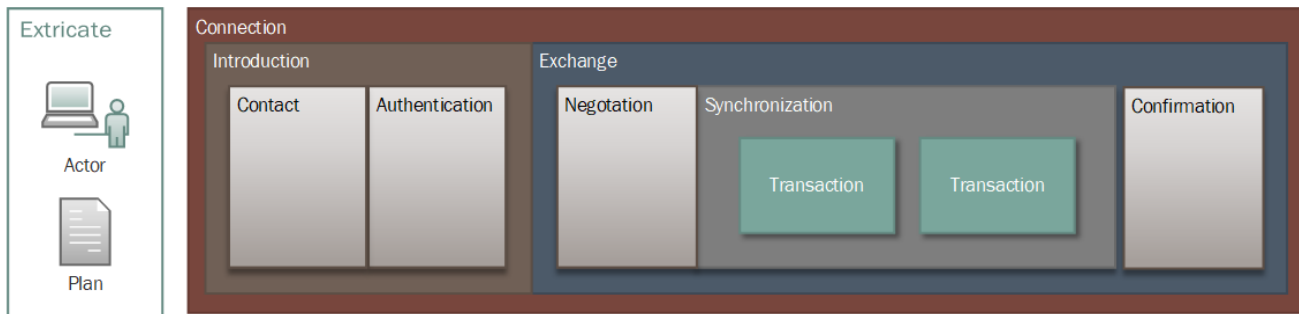 Extricate
Actor
Plan
Connection
Introduction
Contact
Authentication
Exchange
Negotation
Synchronization
Transaction
Transaction
Confirmation